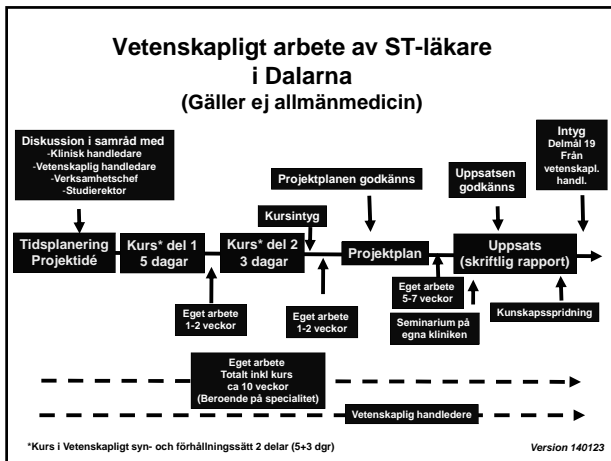 Vetenskapligt arbete av ST-läkare
i Dalarna
(Gäller ej allmänmedicin)
Diskussion i samråd med
-Klinisk handledare
-Vetenskaplig handledare
-Verksamhetschef
-Studierektor
Intyg
Delmål 19
Från
vetenskapl.
handl.
Projektplanen godkänns
Uppsatsen
godkänns
Kursintyg
Tidsplanering
Projektidé
Kurs* del 1
5 dagar
Kurs* del 2
3 dagar
Projektplan
Uppsats
(skriftlig rapport)
Eget arbete
1-2 veckor
Eget arbete
1-2 veckor
Eget arbete
5-7 veckor
Seminarium på
egna kliniken
Kunskapsspridning
Eget arbete
Totalt inkl kurs
ca 10 veckor
(Beroende på specialitet)
Vetenskaplig handledere
*Kurs i Vetenskapligt syn- och förhållningssätt 2 delar (5+3 dgr)
Version 140123